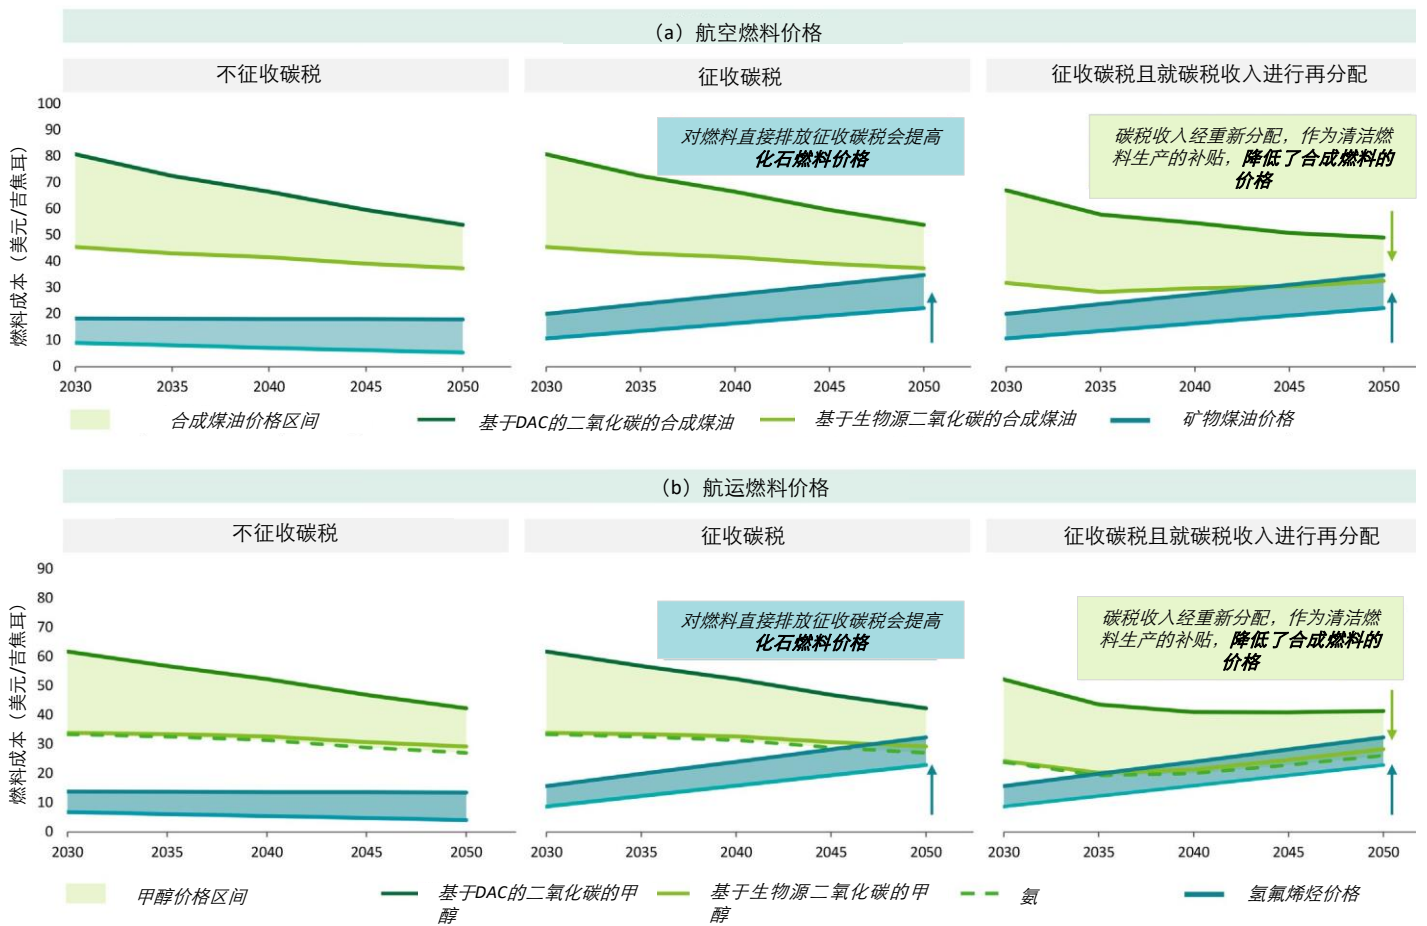 （a）航空燃料价格
不征收碳税
征收碳税
征收碳税且就碳税收入进行再分配
燃料成本（美元/吉焦耳）
100
90
80
70
60
50
40
30
20
10
0
对燃料直接排放征收碳税会提高
化石燃料价格
碳税收入经重新分配，作为清洁燃
料生产的补贴，降低了合成燃料的
价格
2030 2035 2040 2045 2050
2030 2035 2040 2045 2050
2030 2035 2040 2045 2050
合成煤油价格区间
基于DAC的二氧化碳的合成煤油
基于生物源二氧化碳的合成煤油
矿物煤油价格
（b）航运燃料价格
不征收碳税
征收碳税
征收碳税且就碳税收入进行再分配
燃料成本（美元/吉焦耳）
90
80
70
60
50
40
30
20
10
0
对燃料直接排放征收碳税会提高
化石燃料价格
碳税收入经重新分配，作为清洁燃
料生产的补贴，降低了合成燃料的
价格
2030 2035 2040 2045 2050
2030 2035 2040 2045 2050
2030 2035 2040 2045 2050
甲醇价格区间
基于DAC的二氧化碳的甲
醇
基于生物源二氧化碳的甲
醇
氨
氢氟烯烃价格